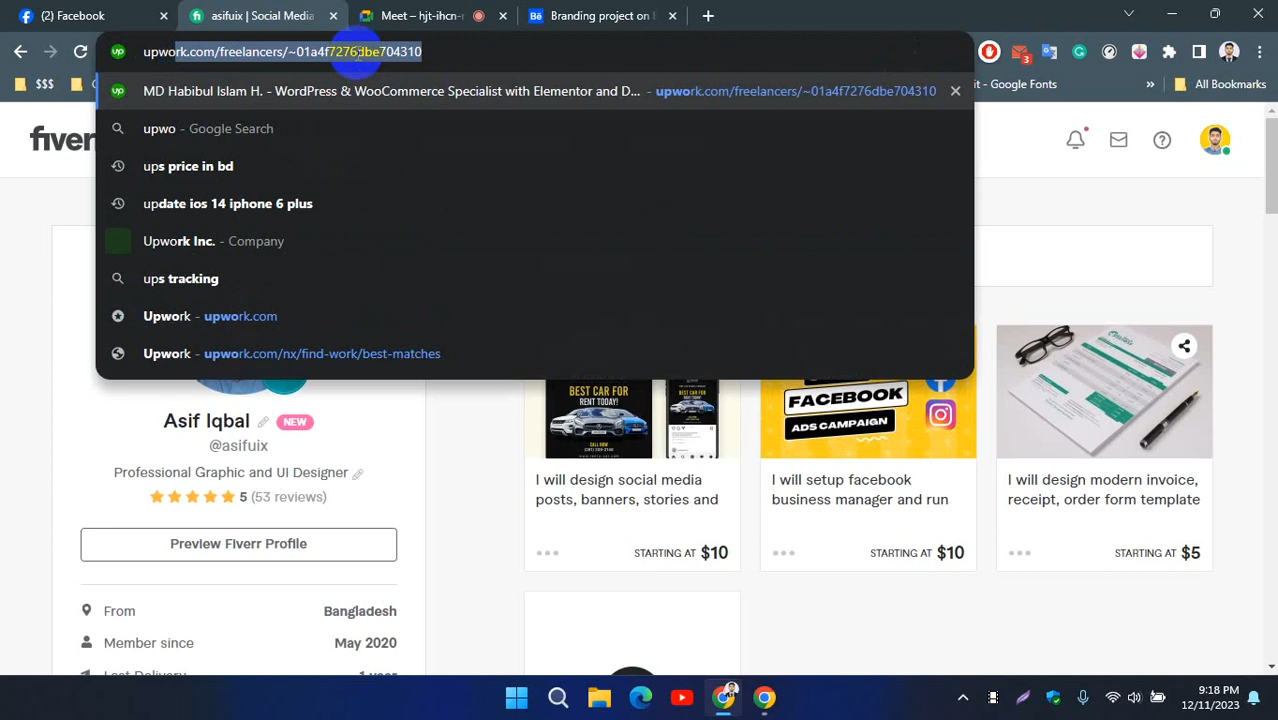 Facebook
asifuix | Social Media
Meet – hjt-ihcn-r
Branding project on B
upwork.com/freelancers/~01a4f7276dbe704310
3
$$$
t - Google Fonts
All Bookmarks
MD Habibul Islam H. - WordPress & WooCommerce Specialist with Elementor and D... - upwork.com/freelancers/~01a4f7276dbe704310
upwo - Google Search
ups price in bd
update ios 14 iphone 6 plus
Upwork Inc. - Company
ups tracking
Upwork - upwork.com
Upwork - upwork.com/nx/find-work/best-matches
fiverr
Asif Iqbal NEW
@asifuix
Professional Graphic and UI Designer
5 (53 reviews)
Preview Fiverr Profile
From Bangladesh
Member since May 2020
Last Delivery 1 year
BEST CAR FOR
RENT TODAY!
I will design social media
posts, banners, stories and
STARTING AT $10
FACEBOOK
ADS CAMPAIGN
I will setup facebook
business manager and run
STARTING AT $10
I will design modern invoice,
receipt, order form template
STARTING AT $5
9:18 PM
12/11/2023